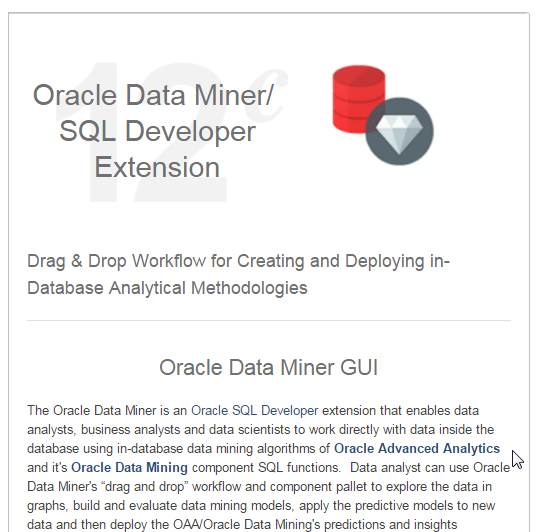 12c
Oracle Data Miner/
SQL Developer
Extension
Drag & Drop Workflow for Creating and Deploying in-
Database Analytical Methodologies
Oracle Data Miner GUI
The Oracle Data Miner is an Oracle SQL Developer extension that enables data
analysts, business analysts and data scientists to work directly with data inside the
database using in-database data mining algorithms of Oracle Advanced Analytics
and it's Oracle Data Mining component SQL functions.  Data analyst can use Oracle
Data Miner's “drag and drop” workflow and component pallet to explore the data in
graphs, build and evaluate data mining models, apply the predictive models to new
data and then deploy the OAA/Oracle Data Mining's predictions and insights